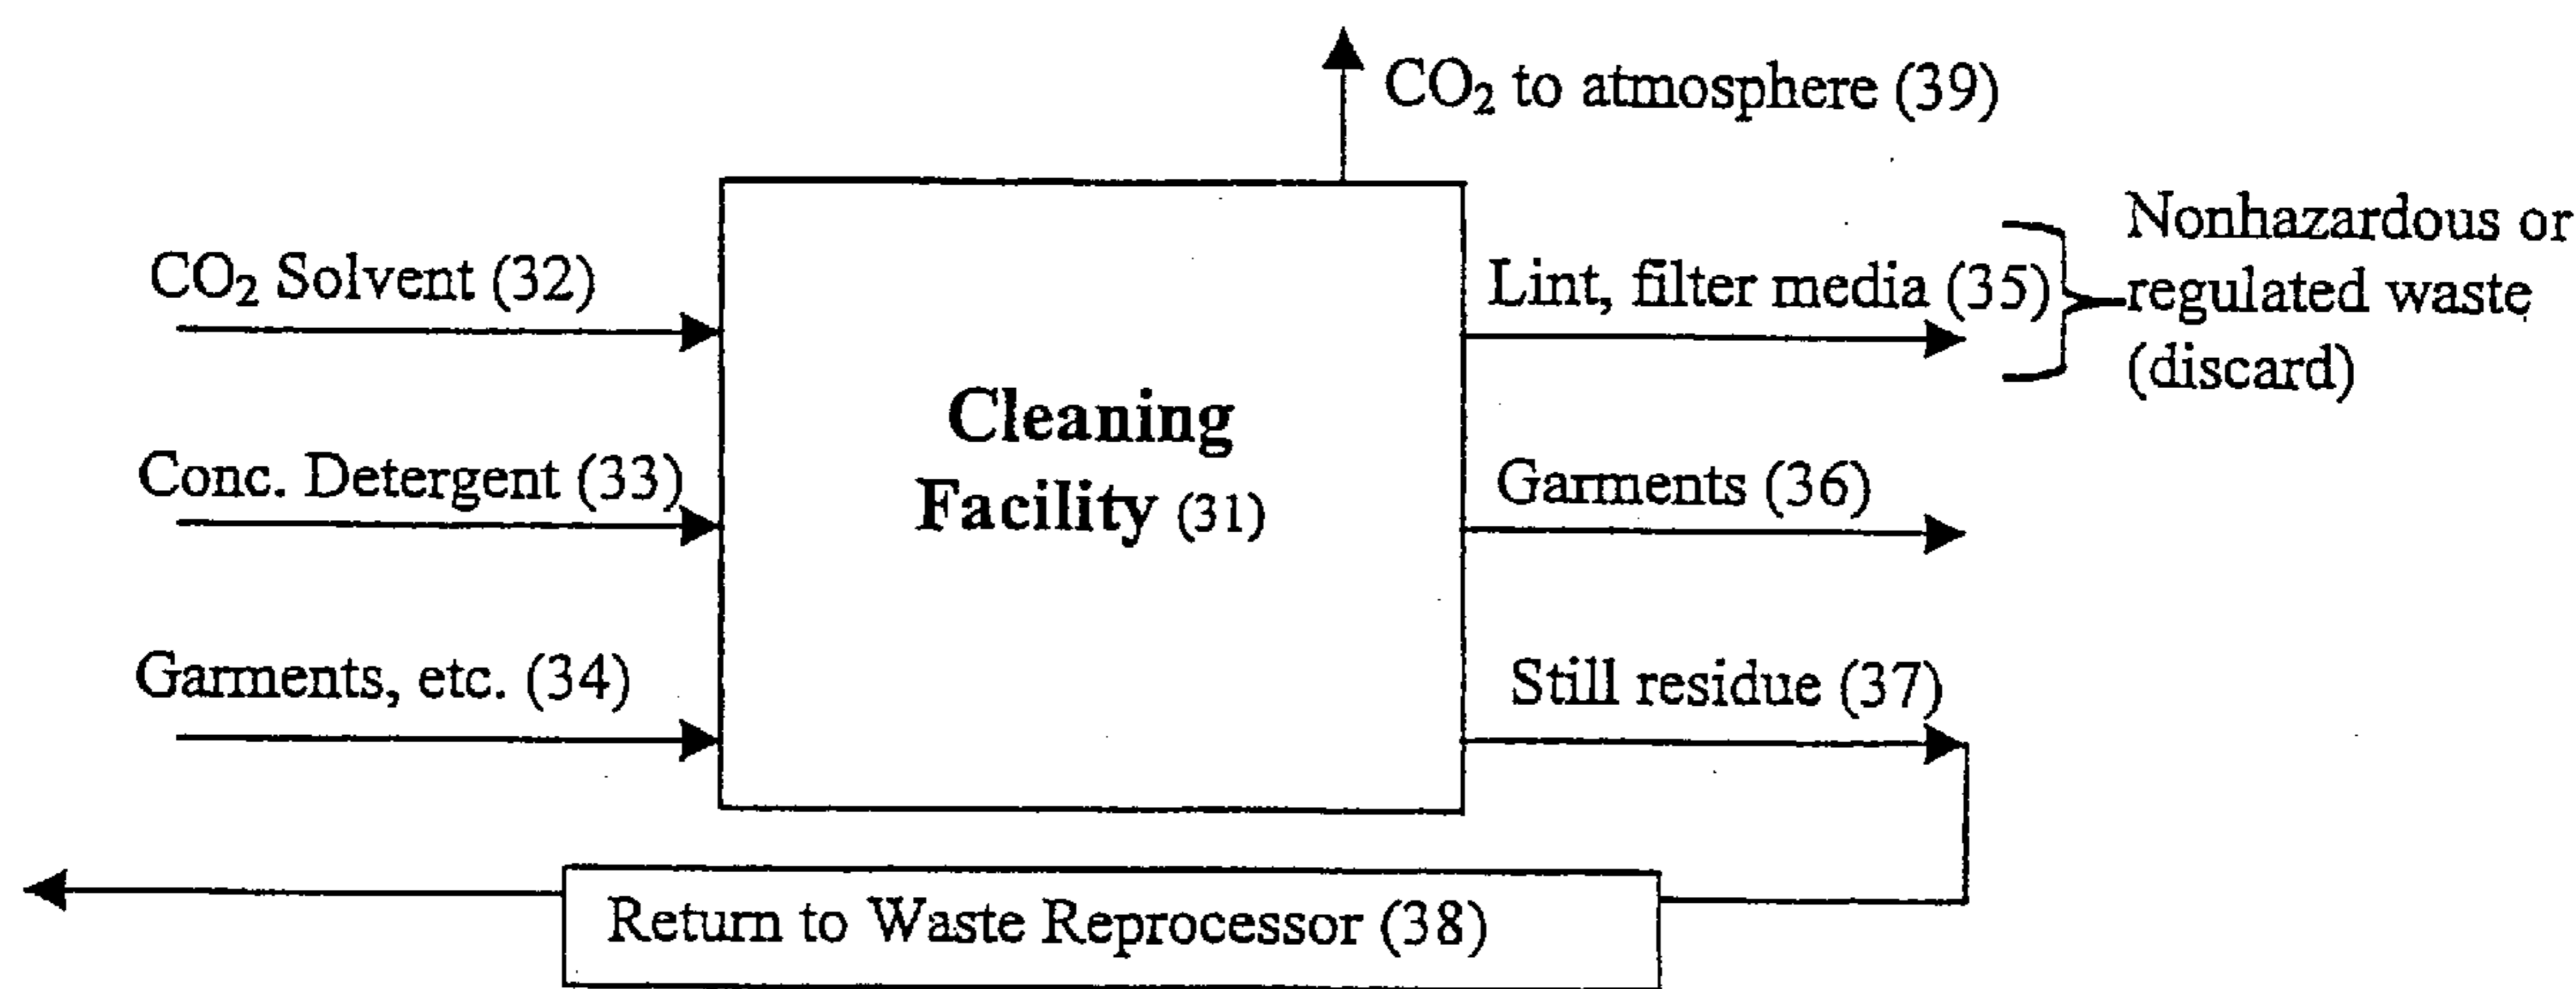 CO₂ to atmosphere (39)
CO₂ Solvent (32)
Conc. Detergent (33)
Garments, etc. (34)
Cleaning
Facility (31)
Lint, filter media (35)
Nonhazardous or
regulated waste
(discard)
Garments (36)
Still residue (37)
Return to Waste Reprocessor (38)